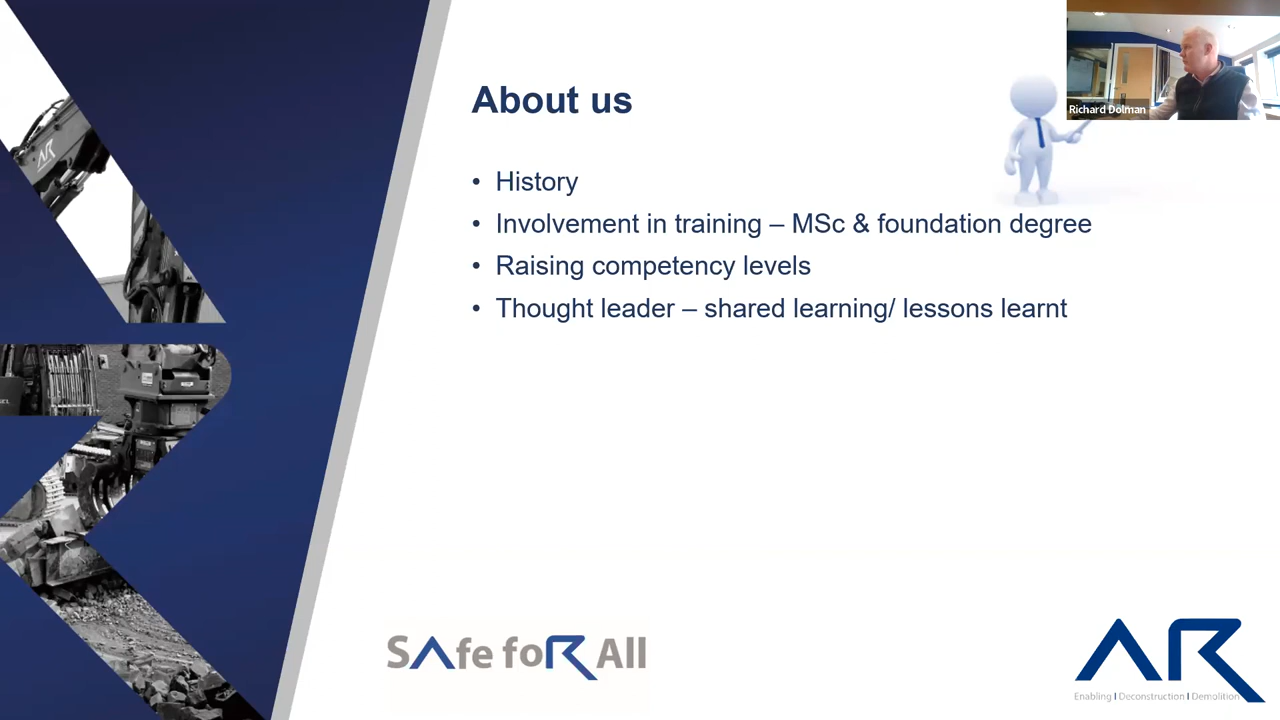 About us
Richard Dolman
• History
• Involvement in training – MSc & foundation degree
• Raising competency levels
• Thought leader – shared learning/ lessons learnt
AR
SAfe foR All
AR
Enabling I Deconstruction I Demolition